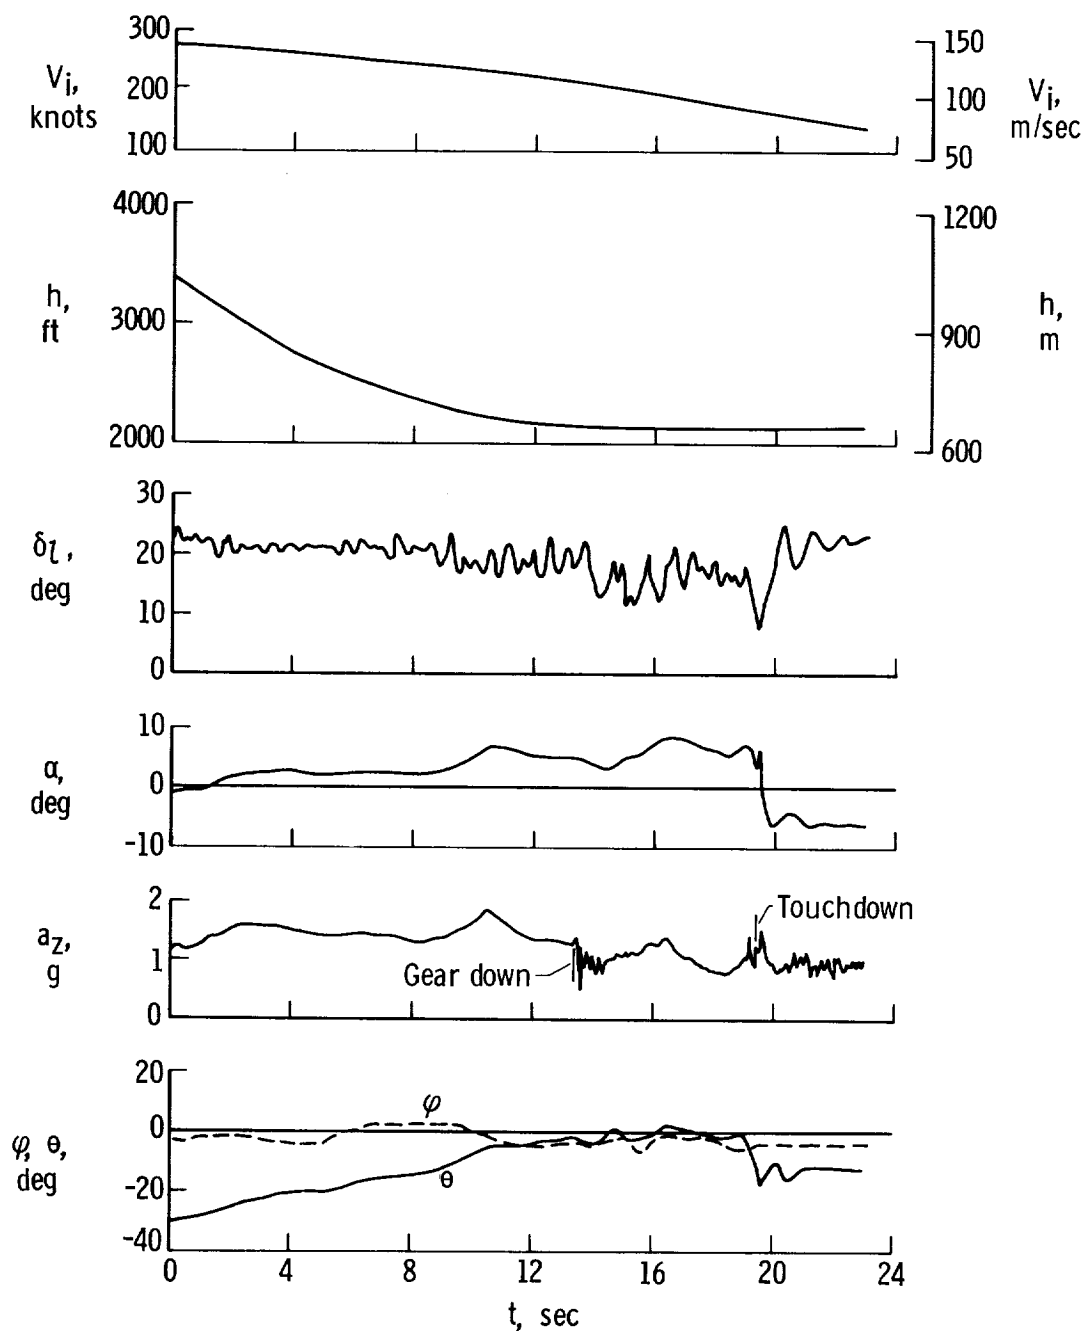 300
200
100
V_i,
knots
150
100
50
V_i,
m/sec
4000
3000
2000
h,
ft
1200
900
600
h,
m
30
20
10
0
δ_l,
deg
10
0
-10
α,
deg
2
1
0
a_z,
g
Gear down
Touchdown
20
0
-20
-40
φ, θ,
deg
φ
θ
0 4 8 12 16 20 24
t, sec